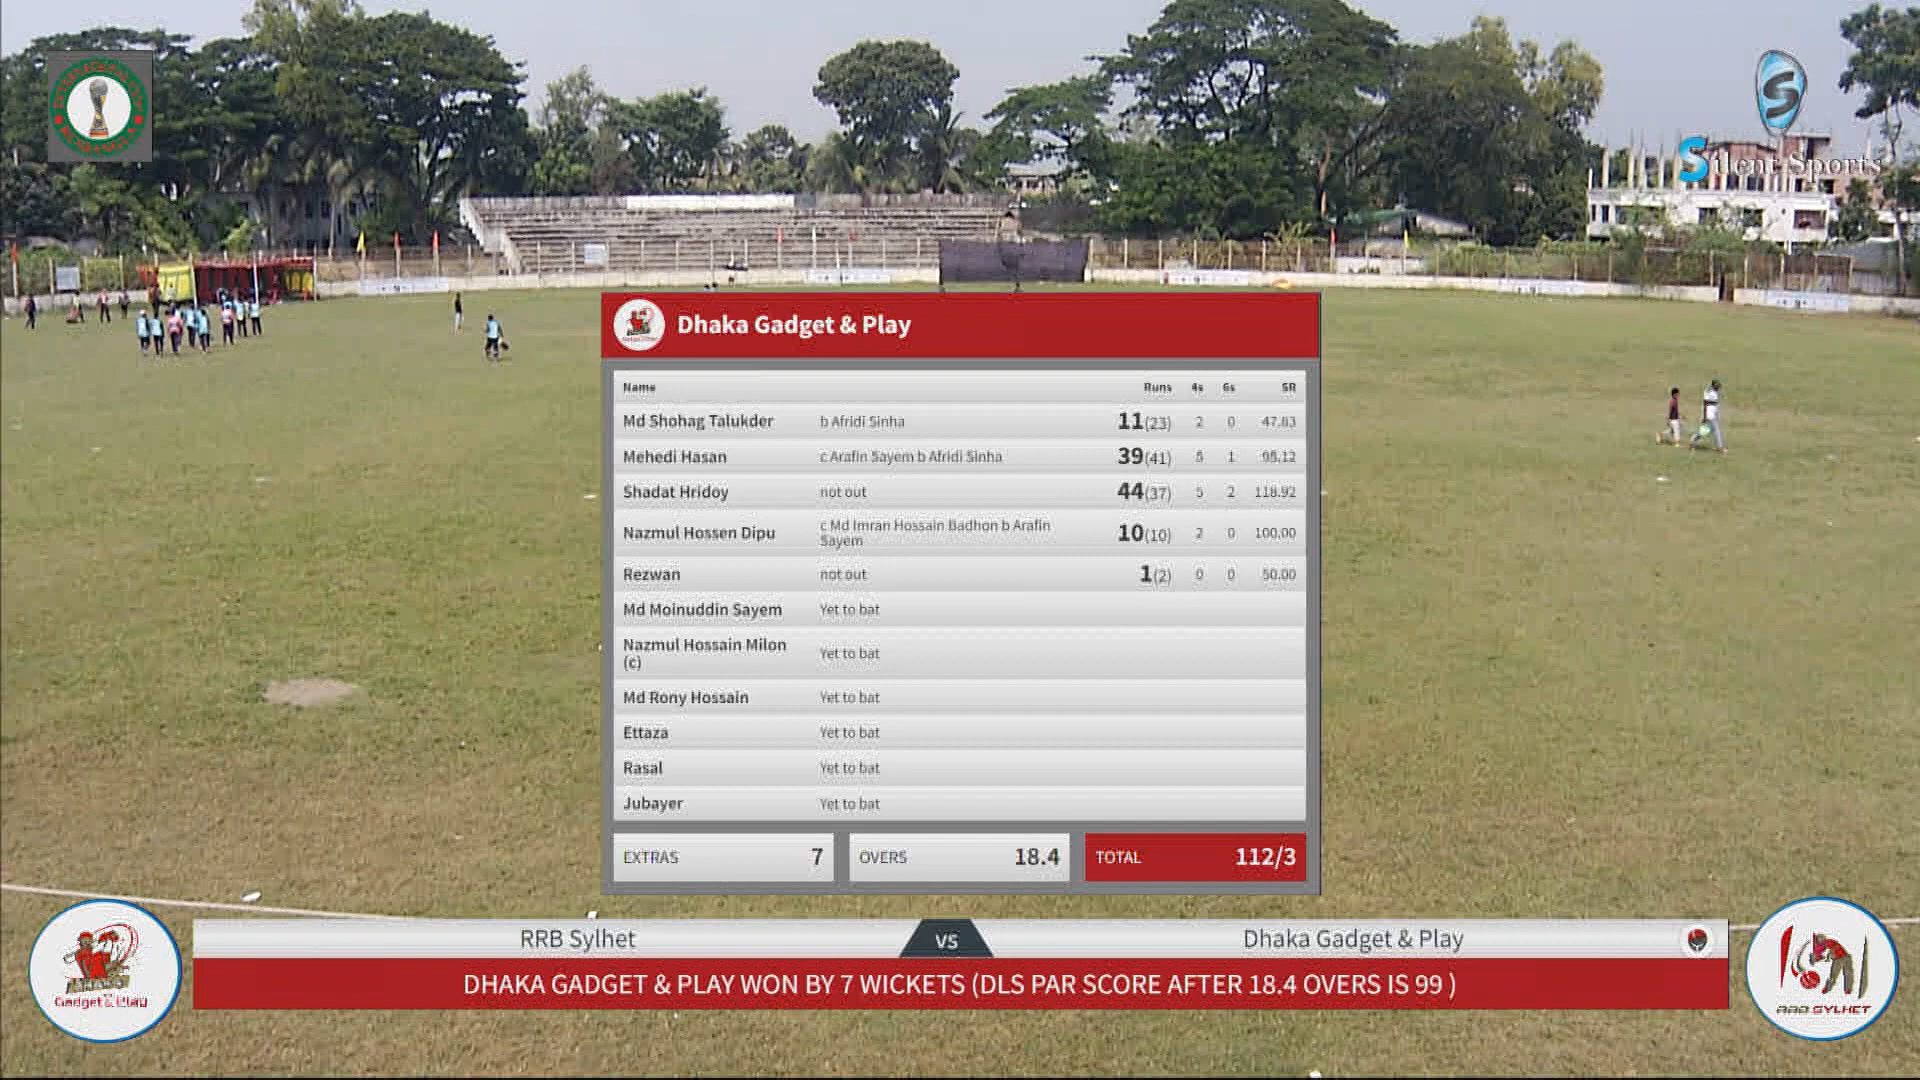 Silent Sports
Dhaka Gadget & Play
Name Runs 4s 6s SR
Md Shohag Talukder b Afridi Sinha 11(23) 2 0 47.83
Mehedi Hasan c Arafin Sayem b Afridi Sinha 39(41) 5 1 95.12
Shadat Hridoy not out 44(37) 5 2 118.92
Nazmul Hossen Dipu c Md Imran Hossain Badhon b Arafin Sayem 10(10) 2 0 100.00
Rezwan not out 1(2) 0 0 50.00
Md Moinuddin Sayem Yet to bat
Nazmul Hossain Milon (c) Yet to bat
Md Rony Hossain Yet to bat
Ettaza Yet to bat
Rasal Yet to bat
Jubayer Yet to bat
EXTRAS 7 OVERS 18.4 TOTAL 112/3
RRB Sylhet vs Dhaka Gadget & Play
DHAKA GADGET & PLAY WON BY 7 WICKETS (DLS PAR SCORE AFTER 18.4 OVERS IS 99 )
Gadget & Play
RRB SYLHET